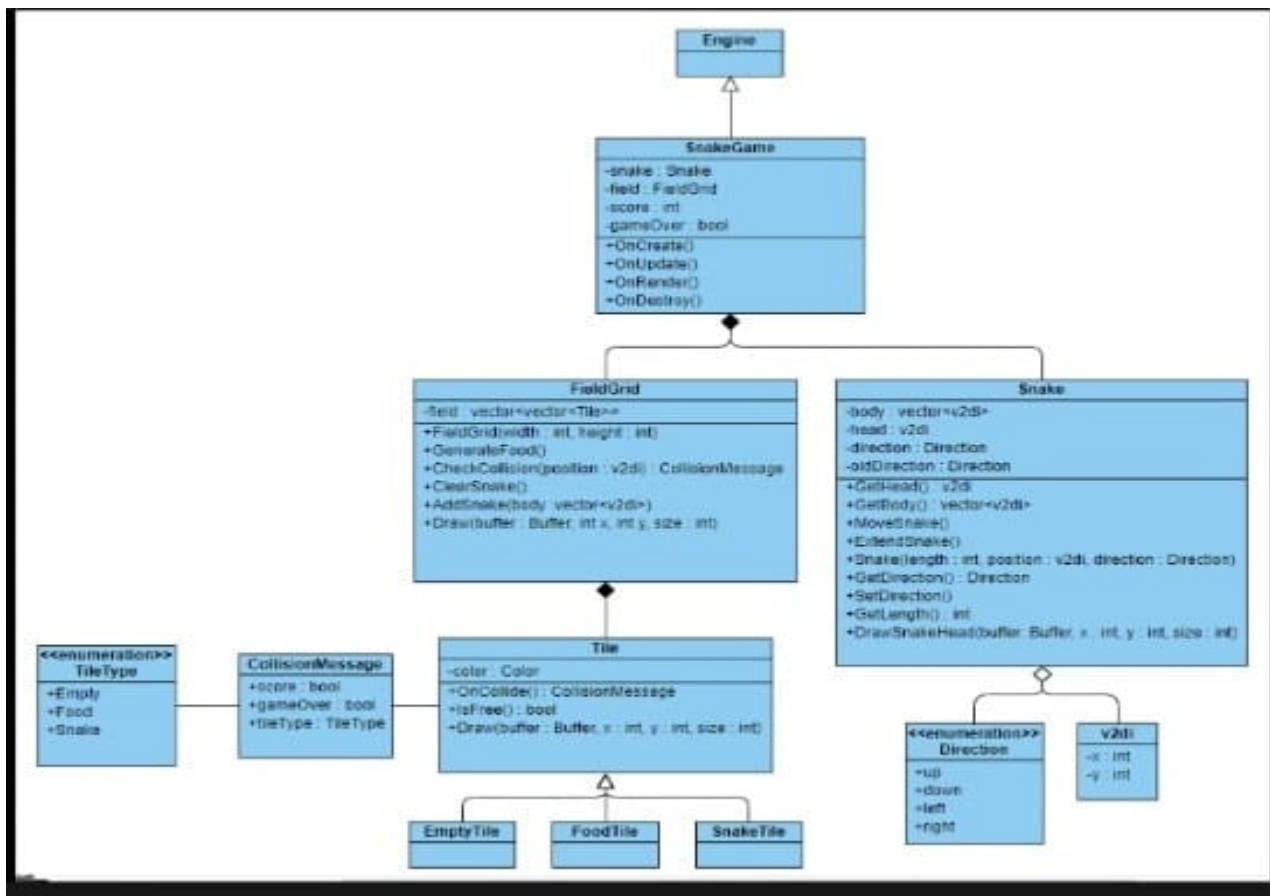 Engine
SnakeGame
-snake : Snake
-field : FieldGrid
-score : int
-gameOver : bool
+OnCreate()
+OnUpdate()
+OnRender()
+OnDestroy()
FieldGrid
-field : vector<vector<Tile>>
+FieldGrid(width : int, height : int)
+GenerateFood()
+CheckCollision(position : v2di) : CollisionMessage
+ClearSnake()
+AddSnake(body : vector<v2di>)
+Draw(buffer : Buffer, int x, int y, size : int)
Snake
-body : vector<v2di>
-head : v2di
-direction : Direction
-oldDirection : Direction
+GetHead() : v2di
+GetBody() : vector<v2di>
+MoveSnake()
+ExtendSnake()
+Snake(length : int, position : v2di, direction : Direction)
+GetDirection() : Direction
+SetDirection()
+GetLength() : int
+DrawSnakeHead(buffer : Buffer, x : int, y : int, size : int)
<<enumeration>>
TileType
+Empty
+Food
+Snake
CollisionMessage
+score : bool
+gameOver : bool
+tileType : TileType
Tile
-color : Color
+OnCollide() : CollisionMessage
+IsFree() : bool
+Draw(buffer : Buffer, x : int, y : int, size : int)
<<enumeration>>
Direction
+up
+down
+left
+right
v2di
-x : int
-y : int
EmptyTile
FoodTile
SnakeTile